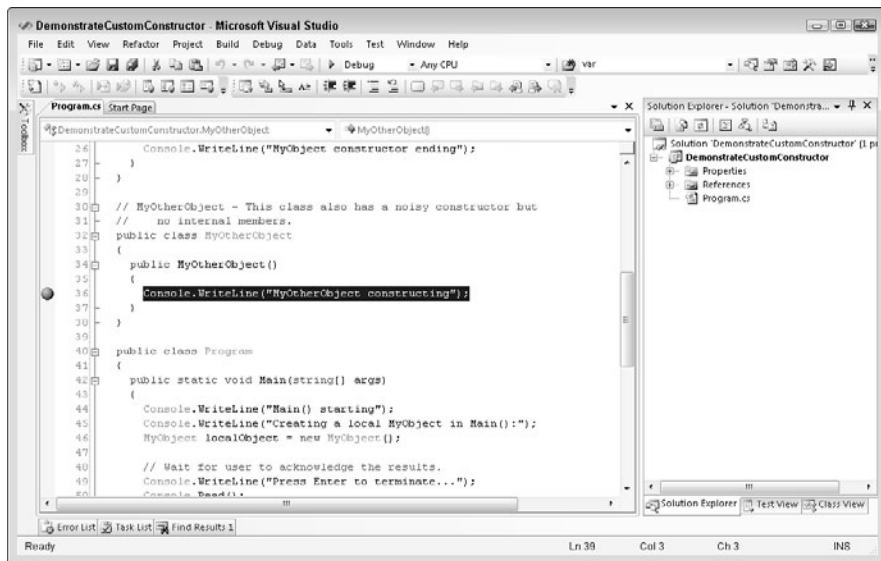 DemonstrateCustomConstructor - Microsoft Visual Studio
File Edit View Refactor Project Build Debug Data Tools Test Window Help
Debug Any CPU var
Toolbox
Program.cs Start Page
DemonstrateCustomConstructor.MyOtherObject MyOtherObject()
26 Console.WriteLine("MyObject constructor ending");
27 }
28 }
29
30 // MyOtherObject - This class also has a noisy constructor but
31 // no internal members.
32 public class MyOtherObject
33 {
34 public MyOtherObject()
35 {
36 Console.WriteLine("MyOtherObject constructing");
37 }
38 }
39
40 public class Program
41 {
42 public static void Main(string[] args)
43 {
44 Console.WriteLine("Main() starting");
45 Console.WriteLine("Creating a local MyObject in Main():");
46 MyObject localObject = new MyObject();
47
48 // Wait for user to acknowledge the results.
49 Console.WriteLine("Press Enter to terminate...");
50 Console.Read();
Solution Explorer - Solution 'Demonstra...
Solution 'DemonstrateCustomConstructor' (1 pr
DemonstrateCustomConstructor
Properties
References
Program.cs
Solution Explorer Test View Class View
Error List Task List Find Results 1
Ready Ln 39 Col 3 Ch 3 INS